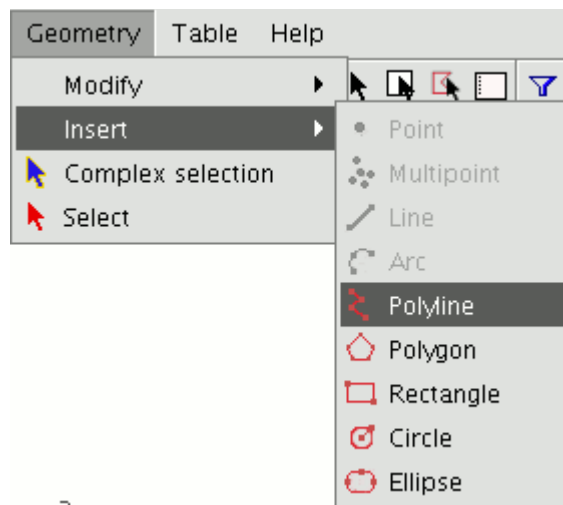 Geometry Table Help
Modify
Insert
Complex selection
Select
Point
Multipoint
Line
Arc
Polyline
Polygon
Rectangle
Circle
Ellipse